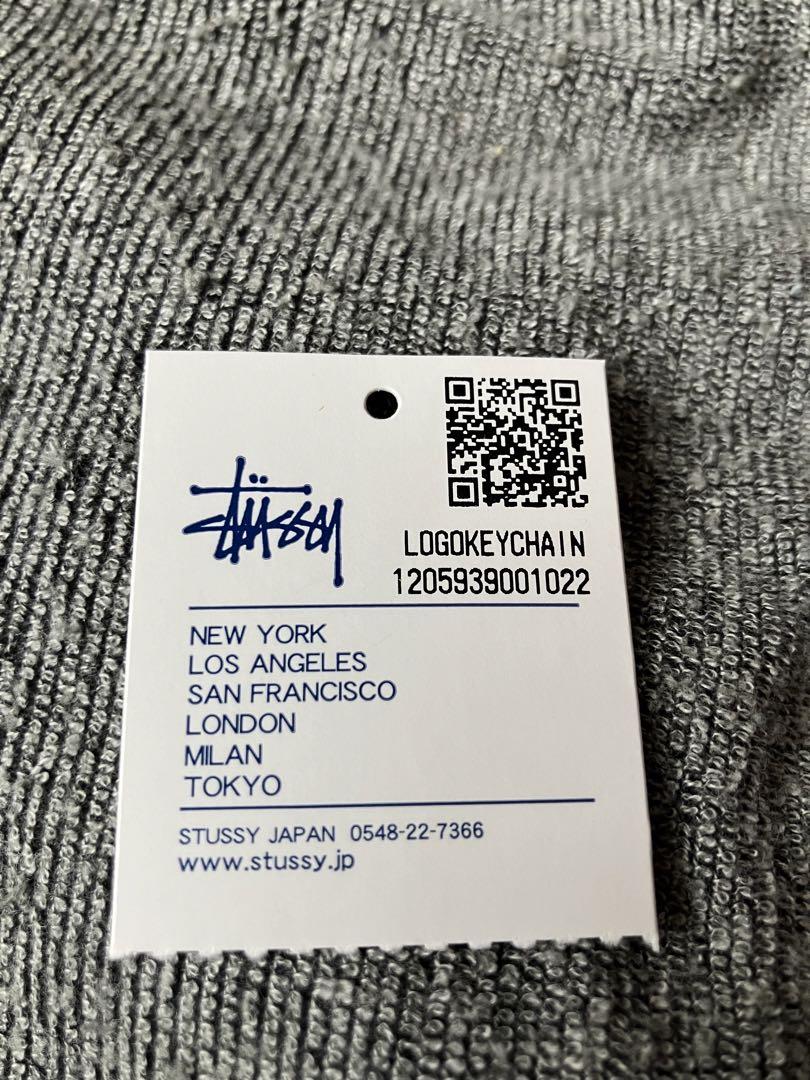 STÜSSY
LOGOKEYCHAIN
1205939001022
NEW YORK
LOS ANGELES
SAN FRANCISCO
LONDON
MILAN
TOKYO
STUSSY JAPAN 0548-22-7366
www.stussy.jp